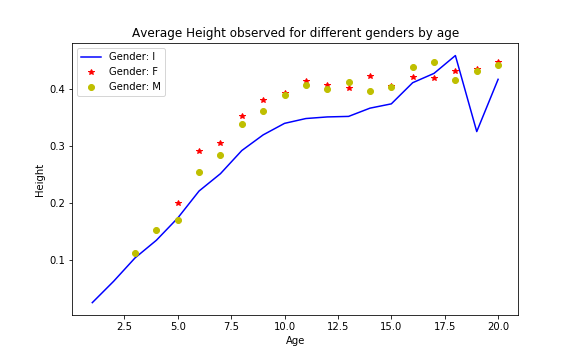 Average Height observed for different genders by age
Gender: I
Gender: F
Gender: M
Height
0.4
0.3
0.2
0.1
2.5 5.0 7.5 10.0 12.5 15.0 17.5 20.0
Age